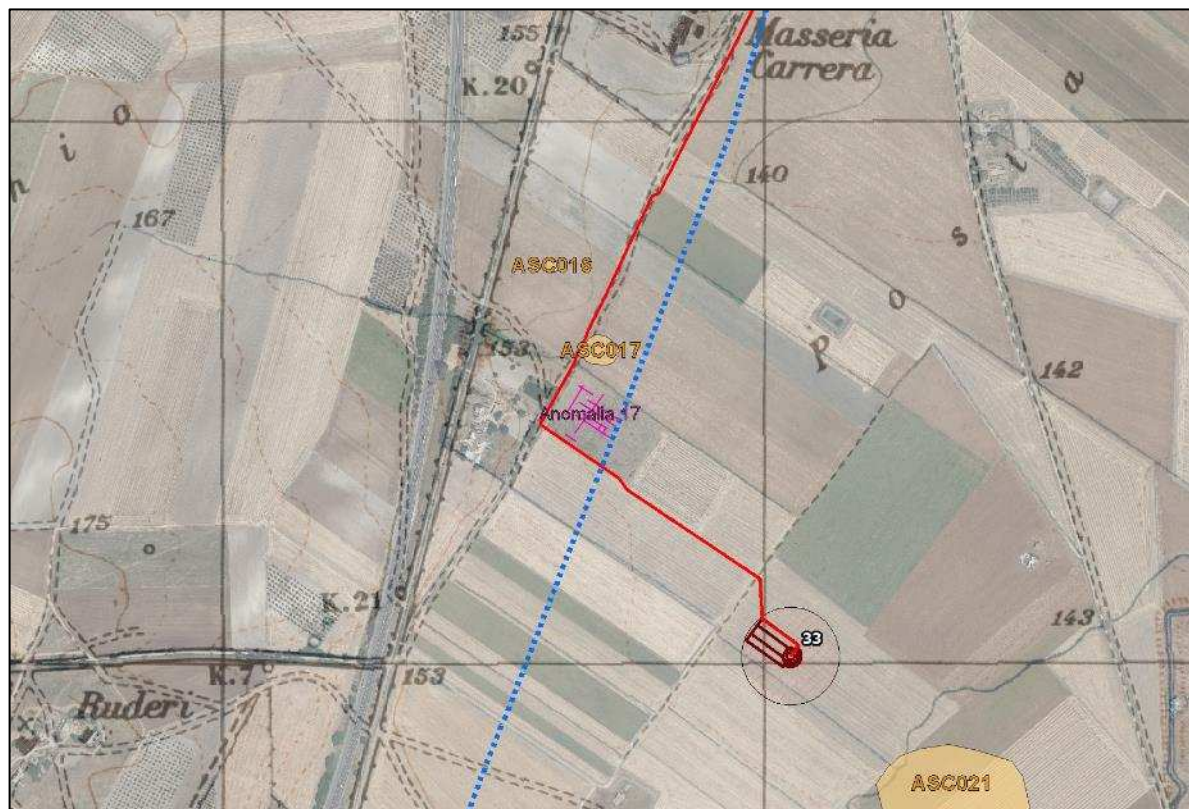 155
Masseria
Carrera
K.20
n i o
a
t
s
o
P
140
167
ASC016
ASC017
153
142
Anomalia 17
175
K.21
143
33
K.7
153
Ruderi
ASC021